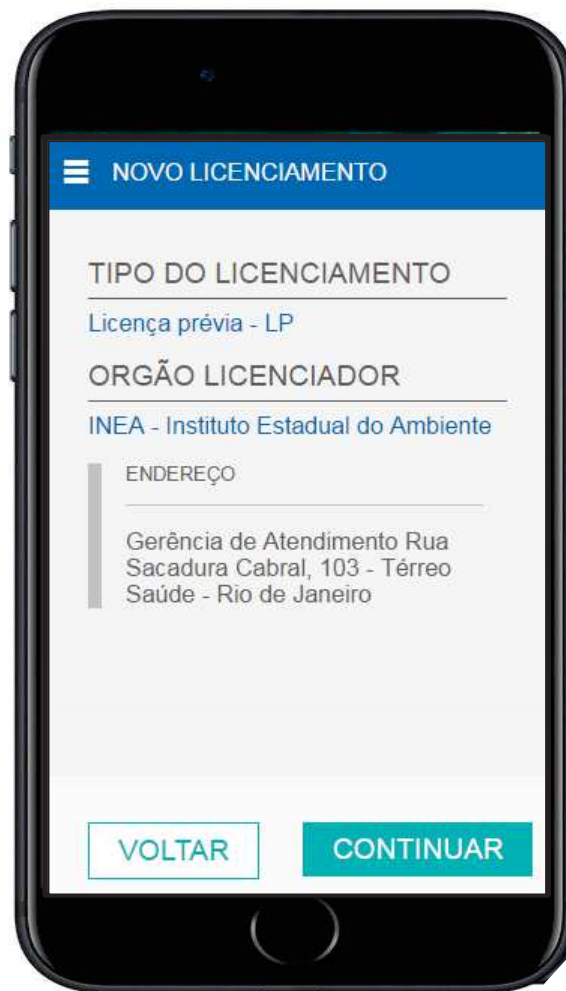 NOVO LICENCIAMENTO
TIPO DO LICENCIAMENTO
Licença prévia - LP
ORGÃO LICENCIADOR
INEA - Instituto Estadual do Ambiente
ENDEREÇO
Gerência de Atendimento Rua
Sacadura Cabral, 103 - Térreo
Saúde - Rio de Janeiro
VOLTAR
CONTINUAR